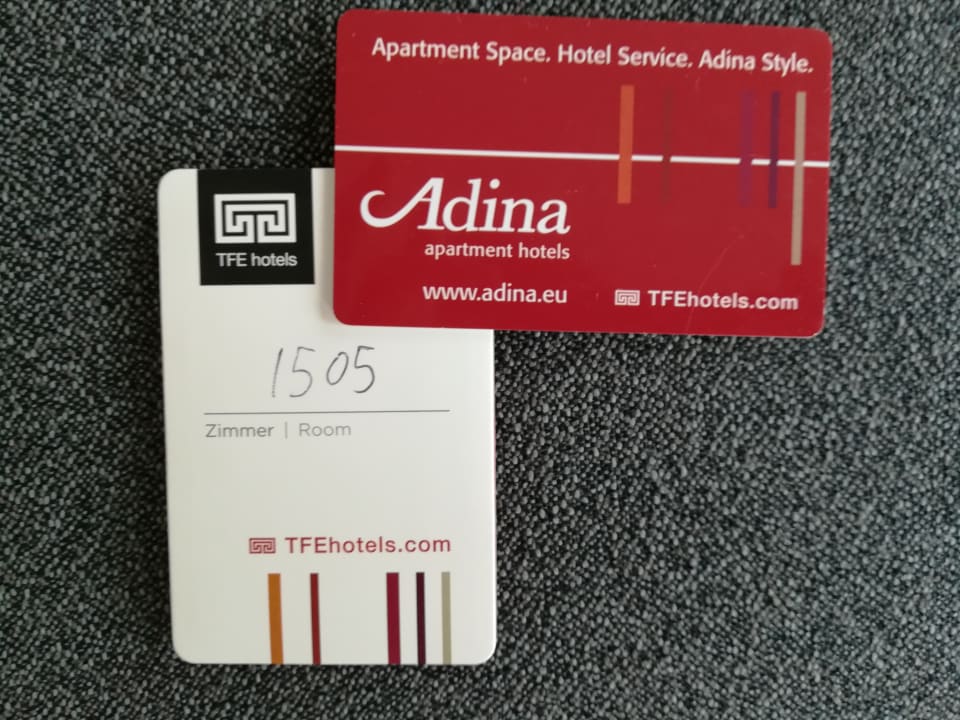 Apartment Space. Hotel Service. Adina Style.
Adina
apartment hotels
www.adina.eu
TFEhotels.com
TFE hotels
1505
Zimmer | Room
TFEhotels.com